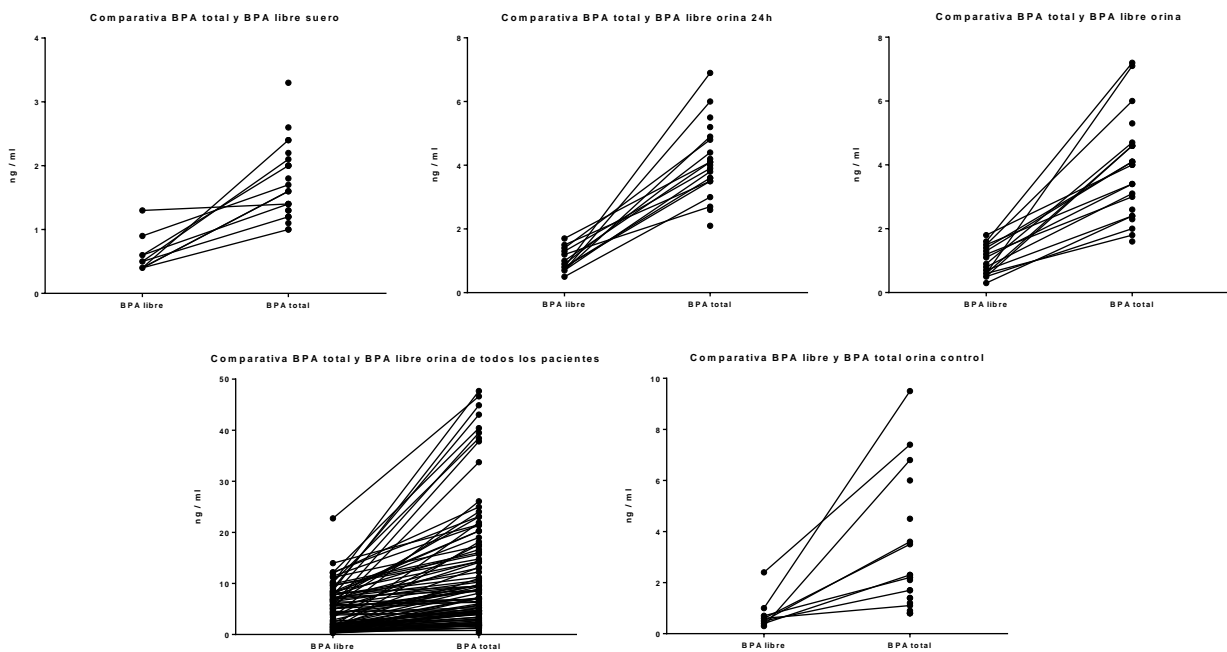 Comparativa BPA total y BPA libre suero
4
3
2
1
0
ng / ml
BPA libre
BPA total
Comparativa BPA total y BPA libre orina 24h
8
6
4
2
0
ng / ml
BPA libre
BPA total
Comparativa BPA total y BPA libre orina
8
6
4
2
0
ng / ml
BPA libre
BPA total
Comparativa BPA total y BPA libre orina de todos los pacientes
50
40
30
20
10
0
ng / ml
BPA libre
BPA total
Comparativa BPA libre y BPA total orina control
10
8
6
4
2
0
ng / ml
BPA libre
BPA total